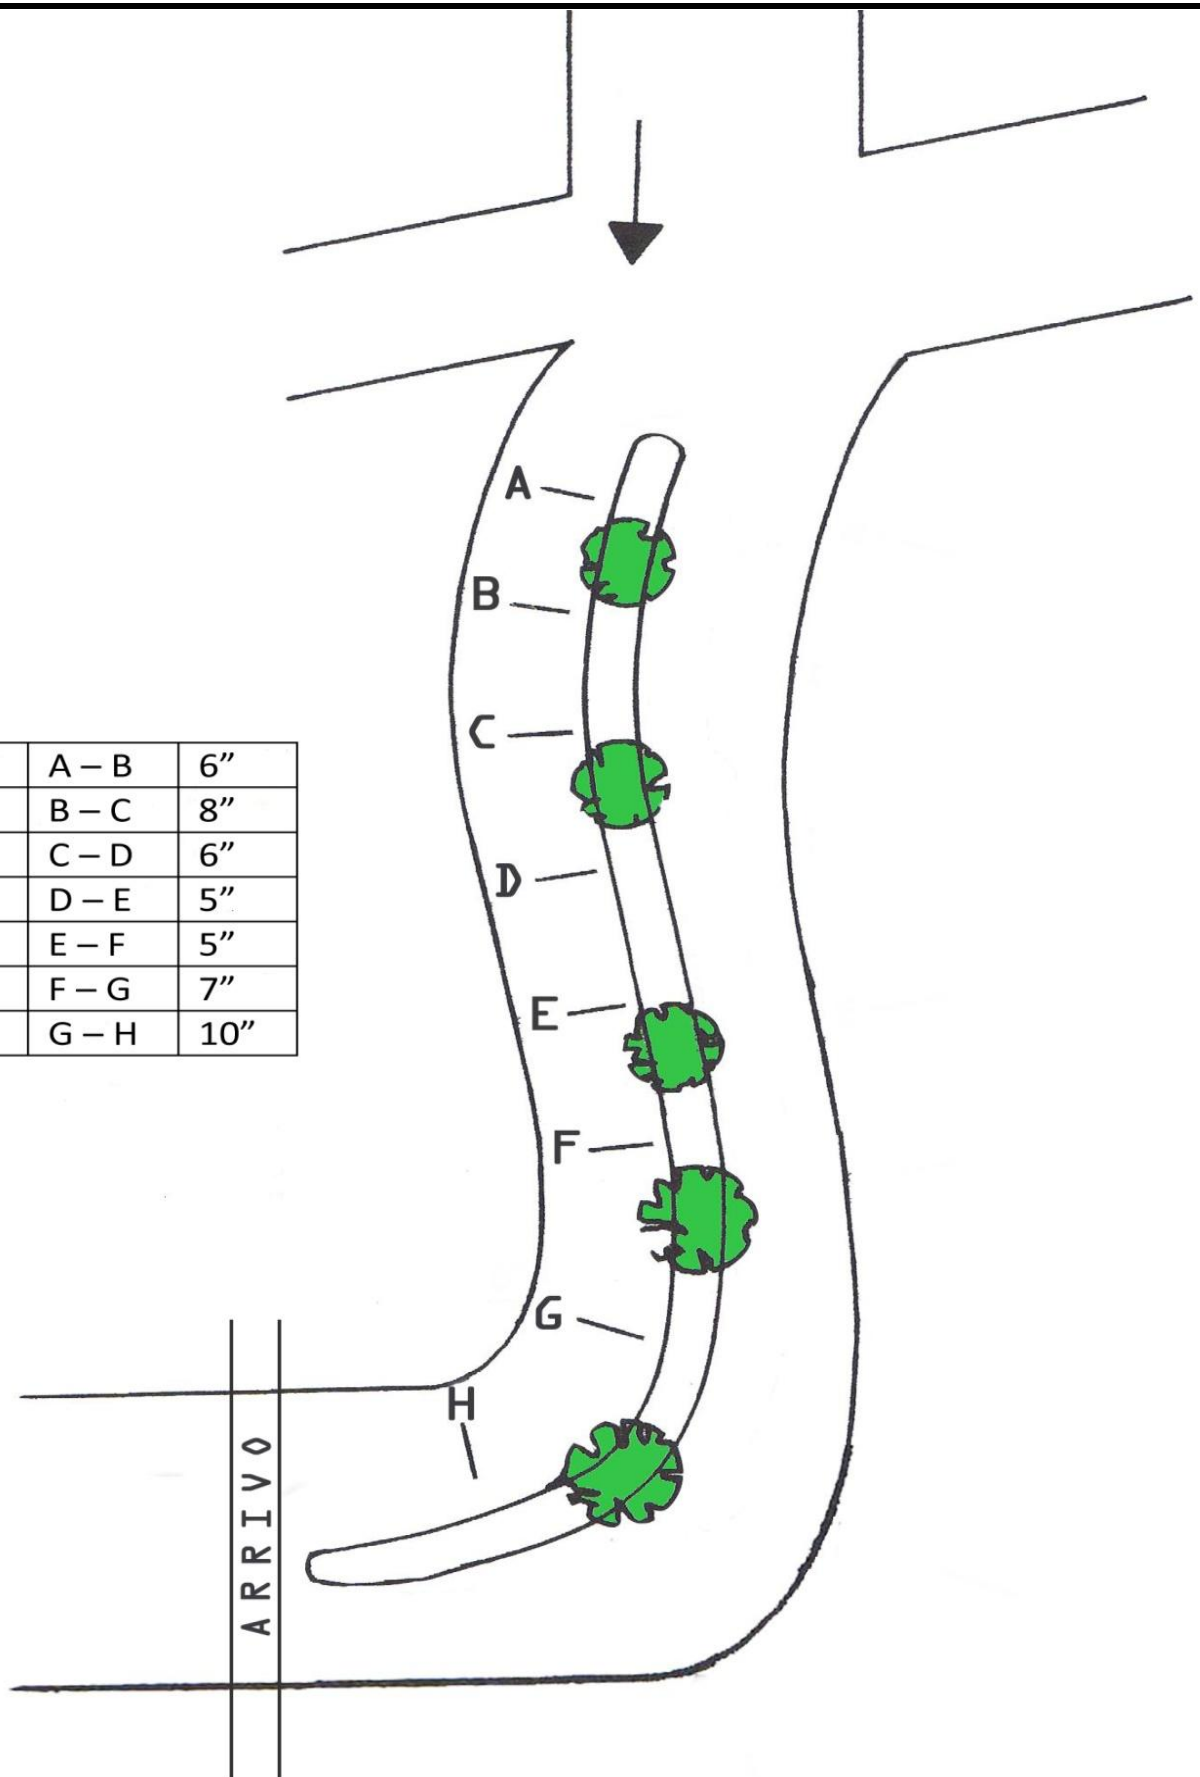 A
B
C
A – B 6”
B – C 8”
C – D 6”
D – E 5”
E – F 5”
F – G 7”
G – H 10”
D
E
F
G
H
ARRIVO